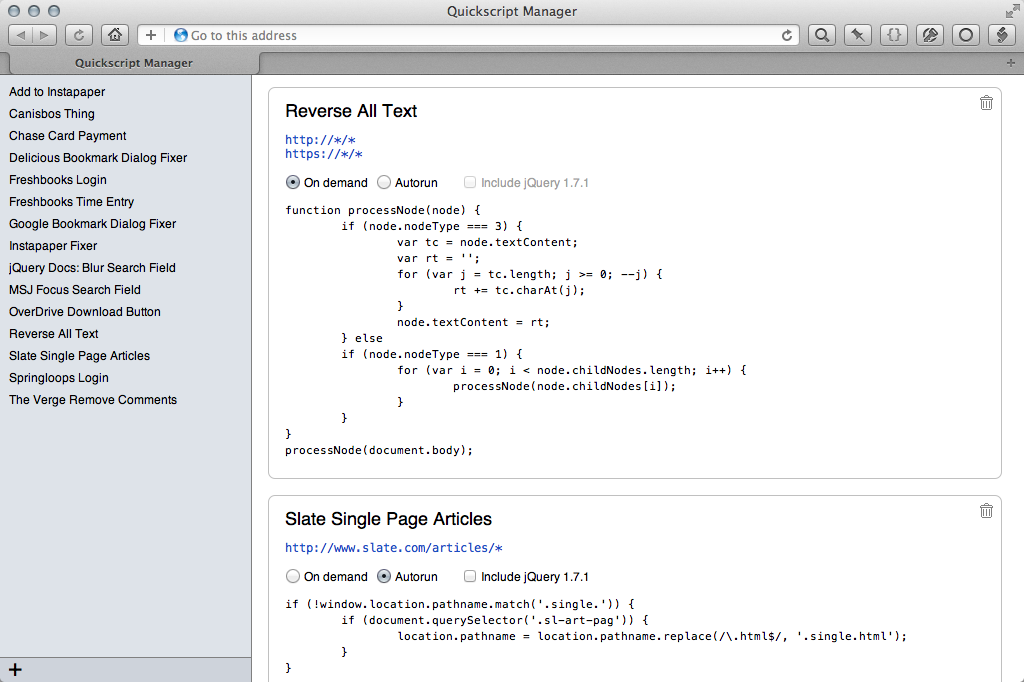 Quickscript Manager
Go to this address
Quickscript Manager
Add to Instapaper
Canisbos Thing
Chase Card Payment
Delicious Bookmark Dialog Fixer
Freshbooks Login
Freshbooks Time Entry
Google Bookmark Dialog Fixer
Instapaper Fixer
jQuery Docs: Blur Search Field
MSJ Focus Search Field
OverDrive Download Button
Reverse All Text
Slate Single Page Articles
Springloops Login
The Verge Remove Comments
Reverse All Text
http://*/*
https://*/*
On demand Autorun Include jQuery 1.7.1
function processNode(node) {
if (node.nodeType === 3) {
var tc = node.textContent;
var rt = '';
for (var j = tc.length; j >= 0; --j) {
rt += tc.charAt(j);
}
node.textContent = rt;
} else
if (node.nodeType === 1) {
for (var i = 0; i < node.childNodes.length; i++) {
processNode(node.childNodes[i]);
}
}
}
processNode(document.body);
Slate Single Page Articles
http://www.slate.com/articles/*
On demand Autorun Include jQuery 1.7.1
if (!window.location.pathname.match('.single.')) {
if (document.querySelector('.sl-art-pag')) {
location.pathname = location.pathname.replace(/\.html$/, '.single.html');
}
}